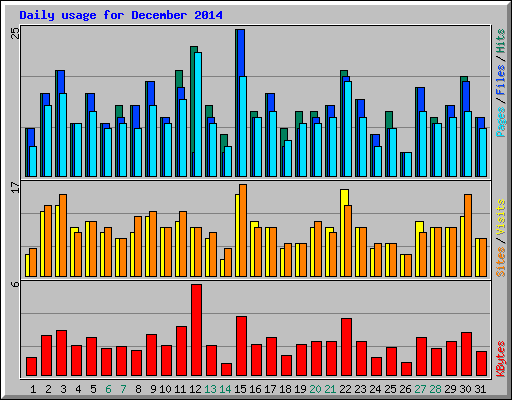 Daily usage for December 2014
25
Pages / Files / Hits
17
Sites / Visits
6
KBytes
1 2 3 4 5 6 7 8 9 10 11 12 13 14 15 16 17 18 19 20 21 22 23 24 25 26 27 28 29 30 31